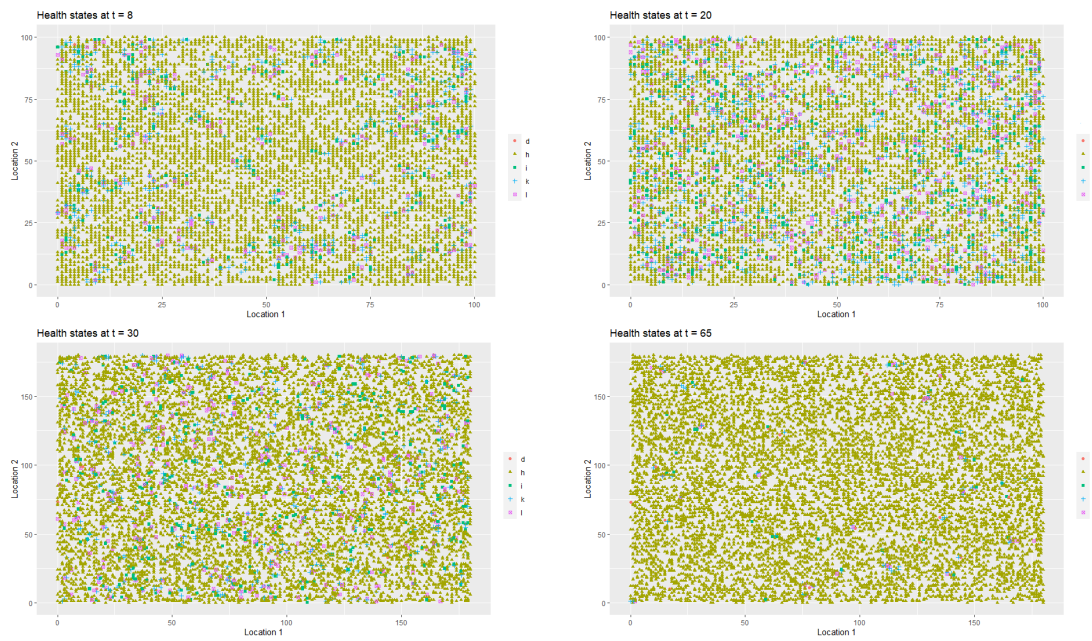 Health states at t = 8
100
75
50
25
0
Location 2
0
25
50
75
100
Location 1
d
h
i
k
l
Health states at t = 20
100
75
50
25
0
Location 2
0
25
50
75
100
Location 1
Health states at t = 30
150
100
50
0
Location 2
0
50
100
150
Location 1
d
h
i
k
l
Health states at t = 65
150
100
50
0
Location 2
0
50
100
150
Location 1